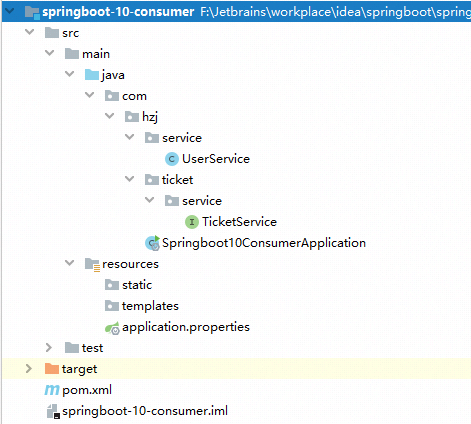 springboot-10-consumer F:\Jetbrains\workplace\idea\springboot\spring
src
main
java
com
hzj
service
UserService
ticket
service
TicketService
Springboot10ConsumerApplication
resources
static
templates
application.properties
test
target
pom.xml
springboot-10-consumer.iml